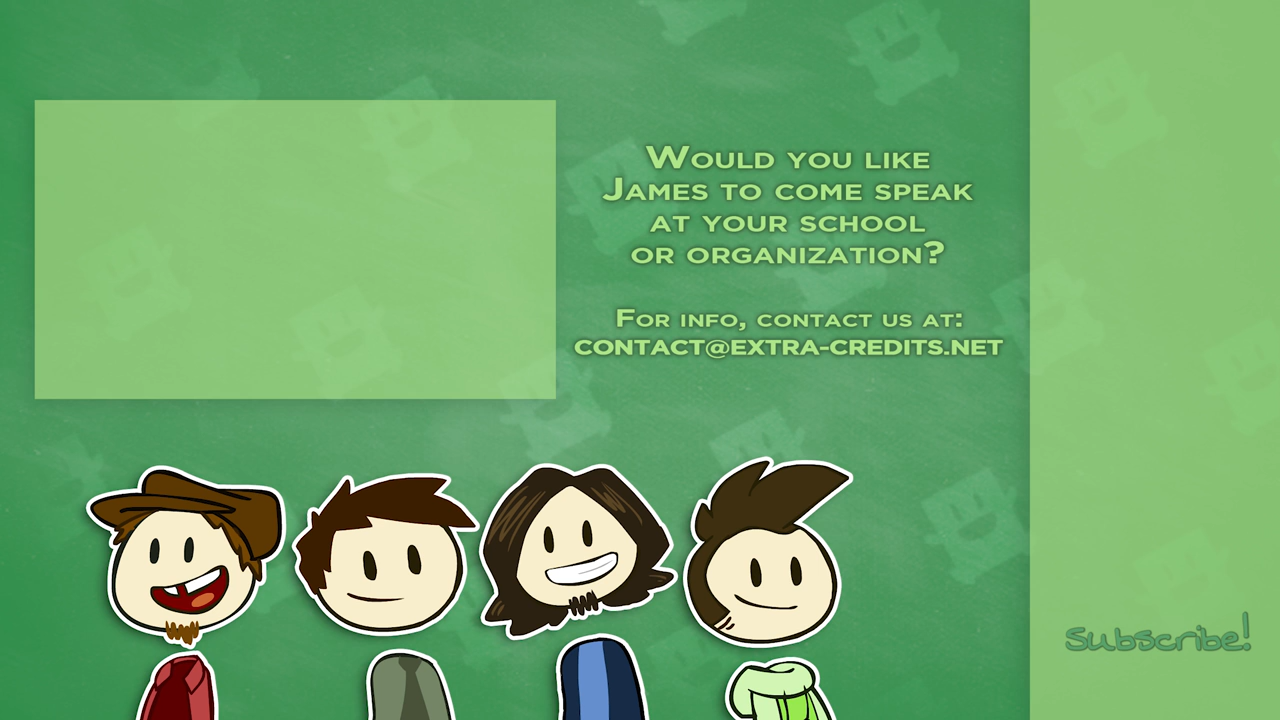 Would you like
James to come speak
at your school
or organization?
For info, contact us at:
contact@extra-credits.net
Subscribe!